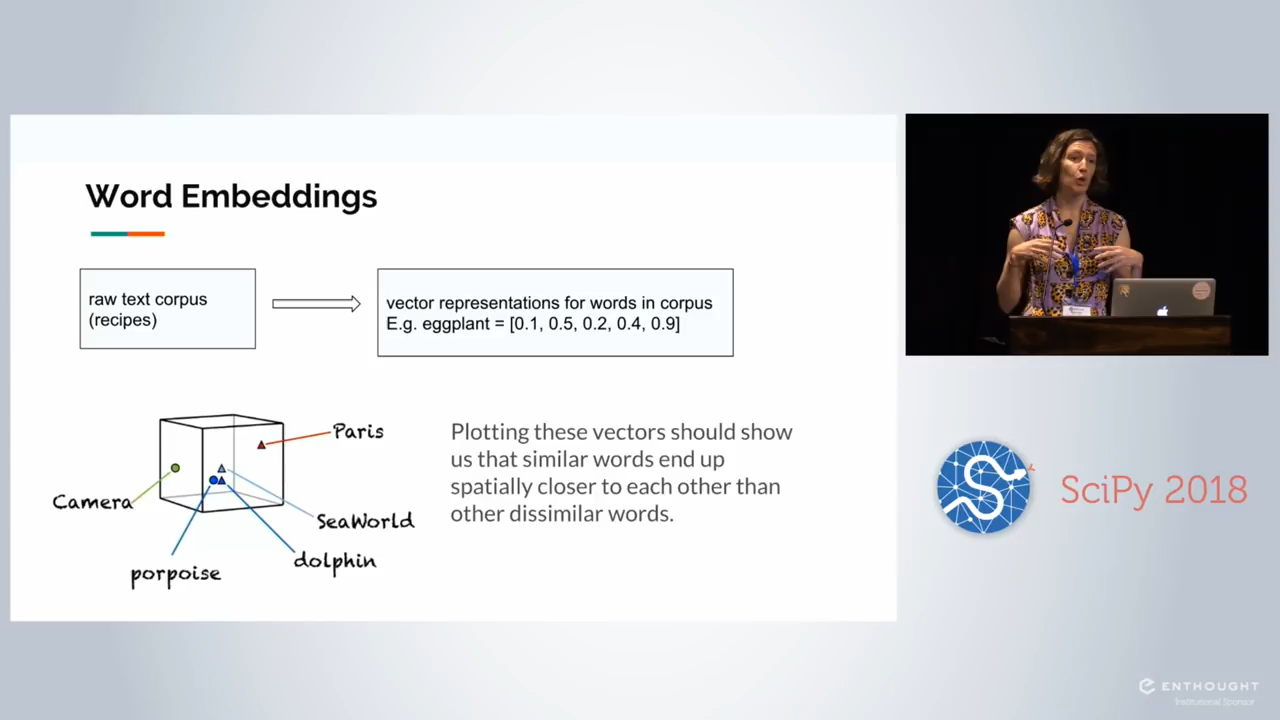 Word Embeddings
raw text corpus
(recipes)
vector representations for words in corpus
E.g. eggplant = [0.1, 0.5, 0.2, 0.4, 0.9]
Paris
Camera
SeaWorld
dolphin
porpoise
Plotting these vectors should show
us that similar words end up
spatially closer to each other than
other dissimilar words.
SciPy 2018
ENTHOUGHT
Institutional Sponsor